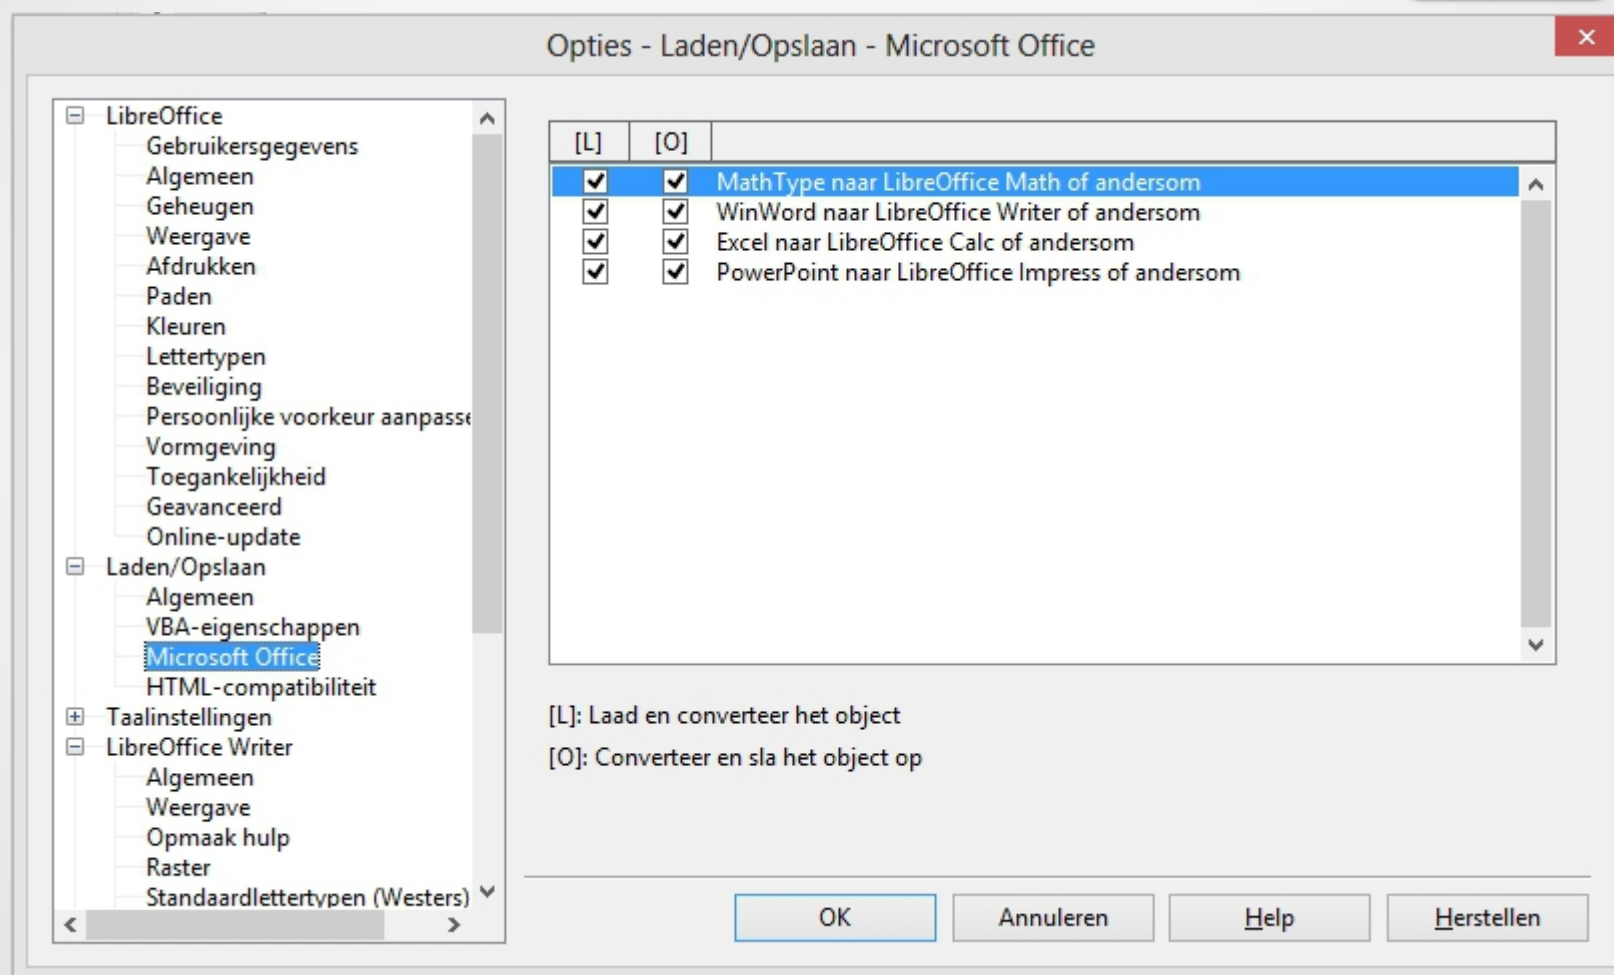 Opties - Laden/Opslaan - Microsoft Office
LibreOffice
Gebruikersgegevens
Algemeen
Geheugen
Weergave
Afdrukken
Paden
Kleuren
Lettertypen
Beveiliging
Persoonlijke voorkeur aanpasse
Vormgeving
Toegankelijkheid
Geavanceerd
Online-update
Laden/Opslaan
Algemeen
VBA-eigenschappen
Microsoft Office
HTML-compatibiliteit
Taalinstellingen
LibreOffice Writer
Algemeen
Weergave
Opmaak hulp
Raster
Standaardlettertypen (Westers)
[L] [O]
MathType naar LibreOffice Math of andersom
WinWord naar LibreOffice Writer of andersom
Excel naar LibreOffice Calc of andersom
PowerPoint naar LibreOffice Impress of andersom
[L]: Laad en converteer het object
[O]: Converteer en sla het object op
OK Annuleren Help Herstellen